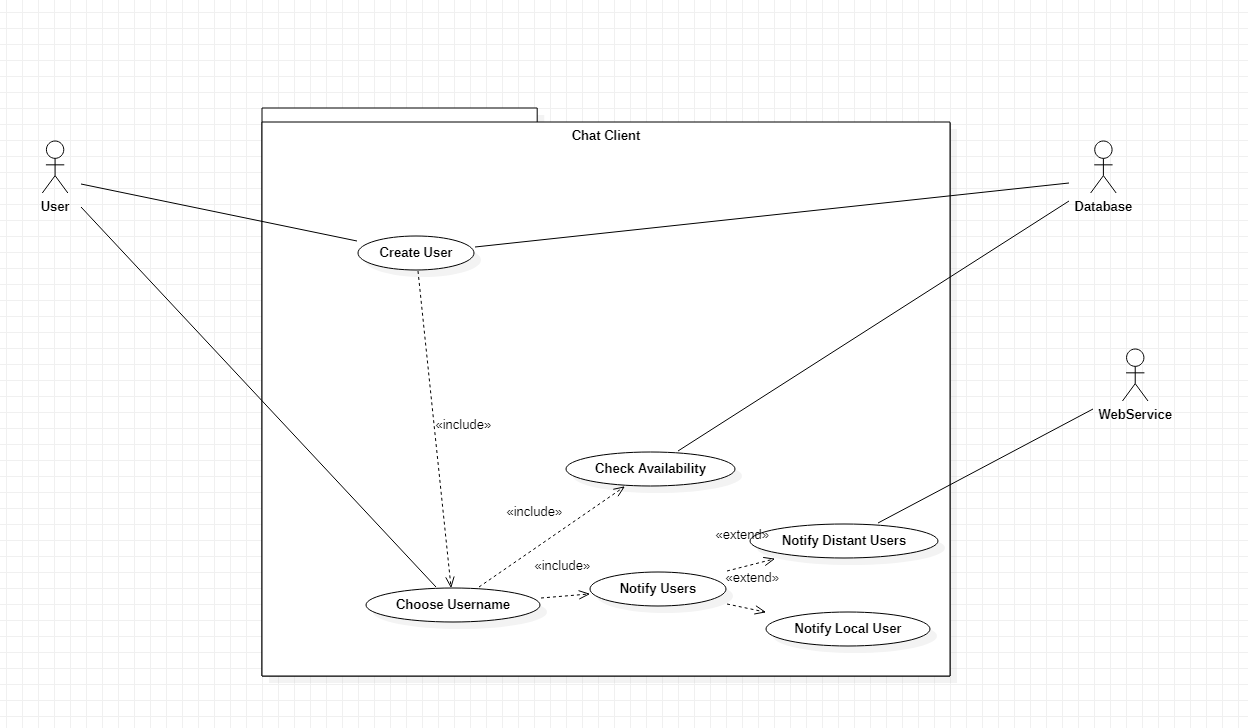 Chat Client
User
Database
Create User
WebService
«include»
Check Availability
«include»
«extend»
Notify Distant Users
«include»
«extend»
Notify Users
Choose Username
Notify Local User